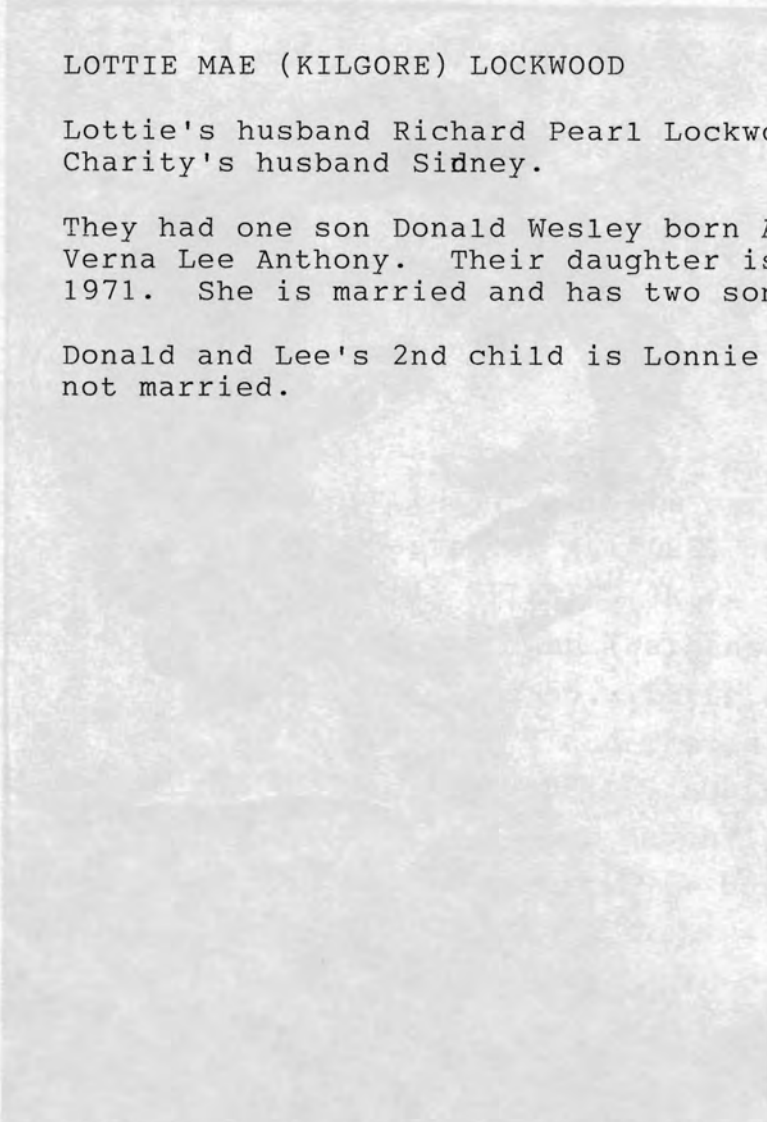 LOTTIE MAE (KILGORE) LOCKWOOD
Lottie's husband Richard Pearl
Charity's husband Sidney.
They had one son Donald Wesley born
Verna Lee Anthony. Their daughter
1971. She is married and has two
Donald and Lee's 2nd child is Lonnie
not married.